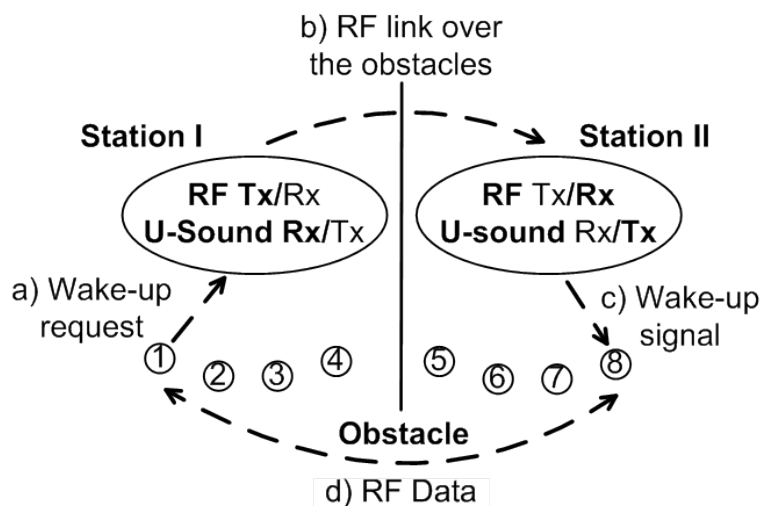 b) RF link over
the obstacles
Station I
Station II
RF Tx/Rx
U-Sound Rx/Tx
RF Tx/Rx
U-sound Rx/Tx
a) Wake-up
request
c) Wake-up
signal
1
2
3
4
5
6
7
8
Obstacle
d) RF Data